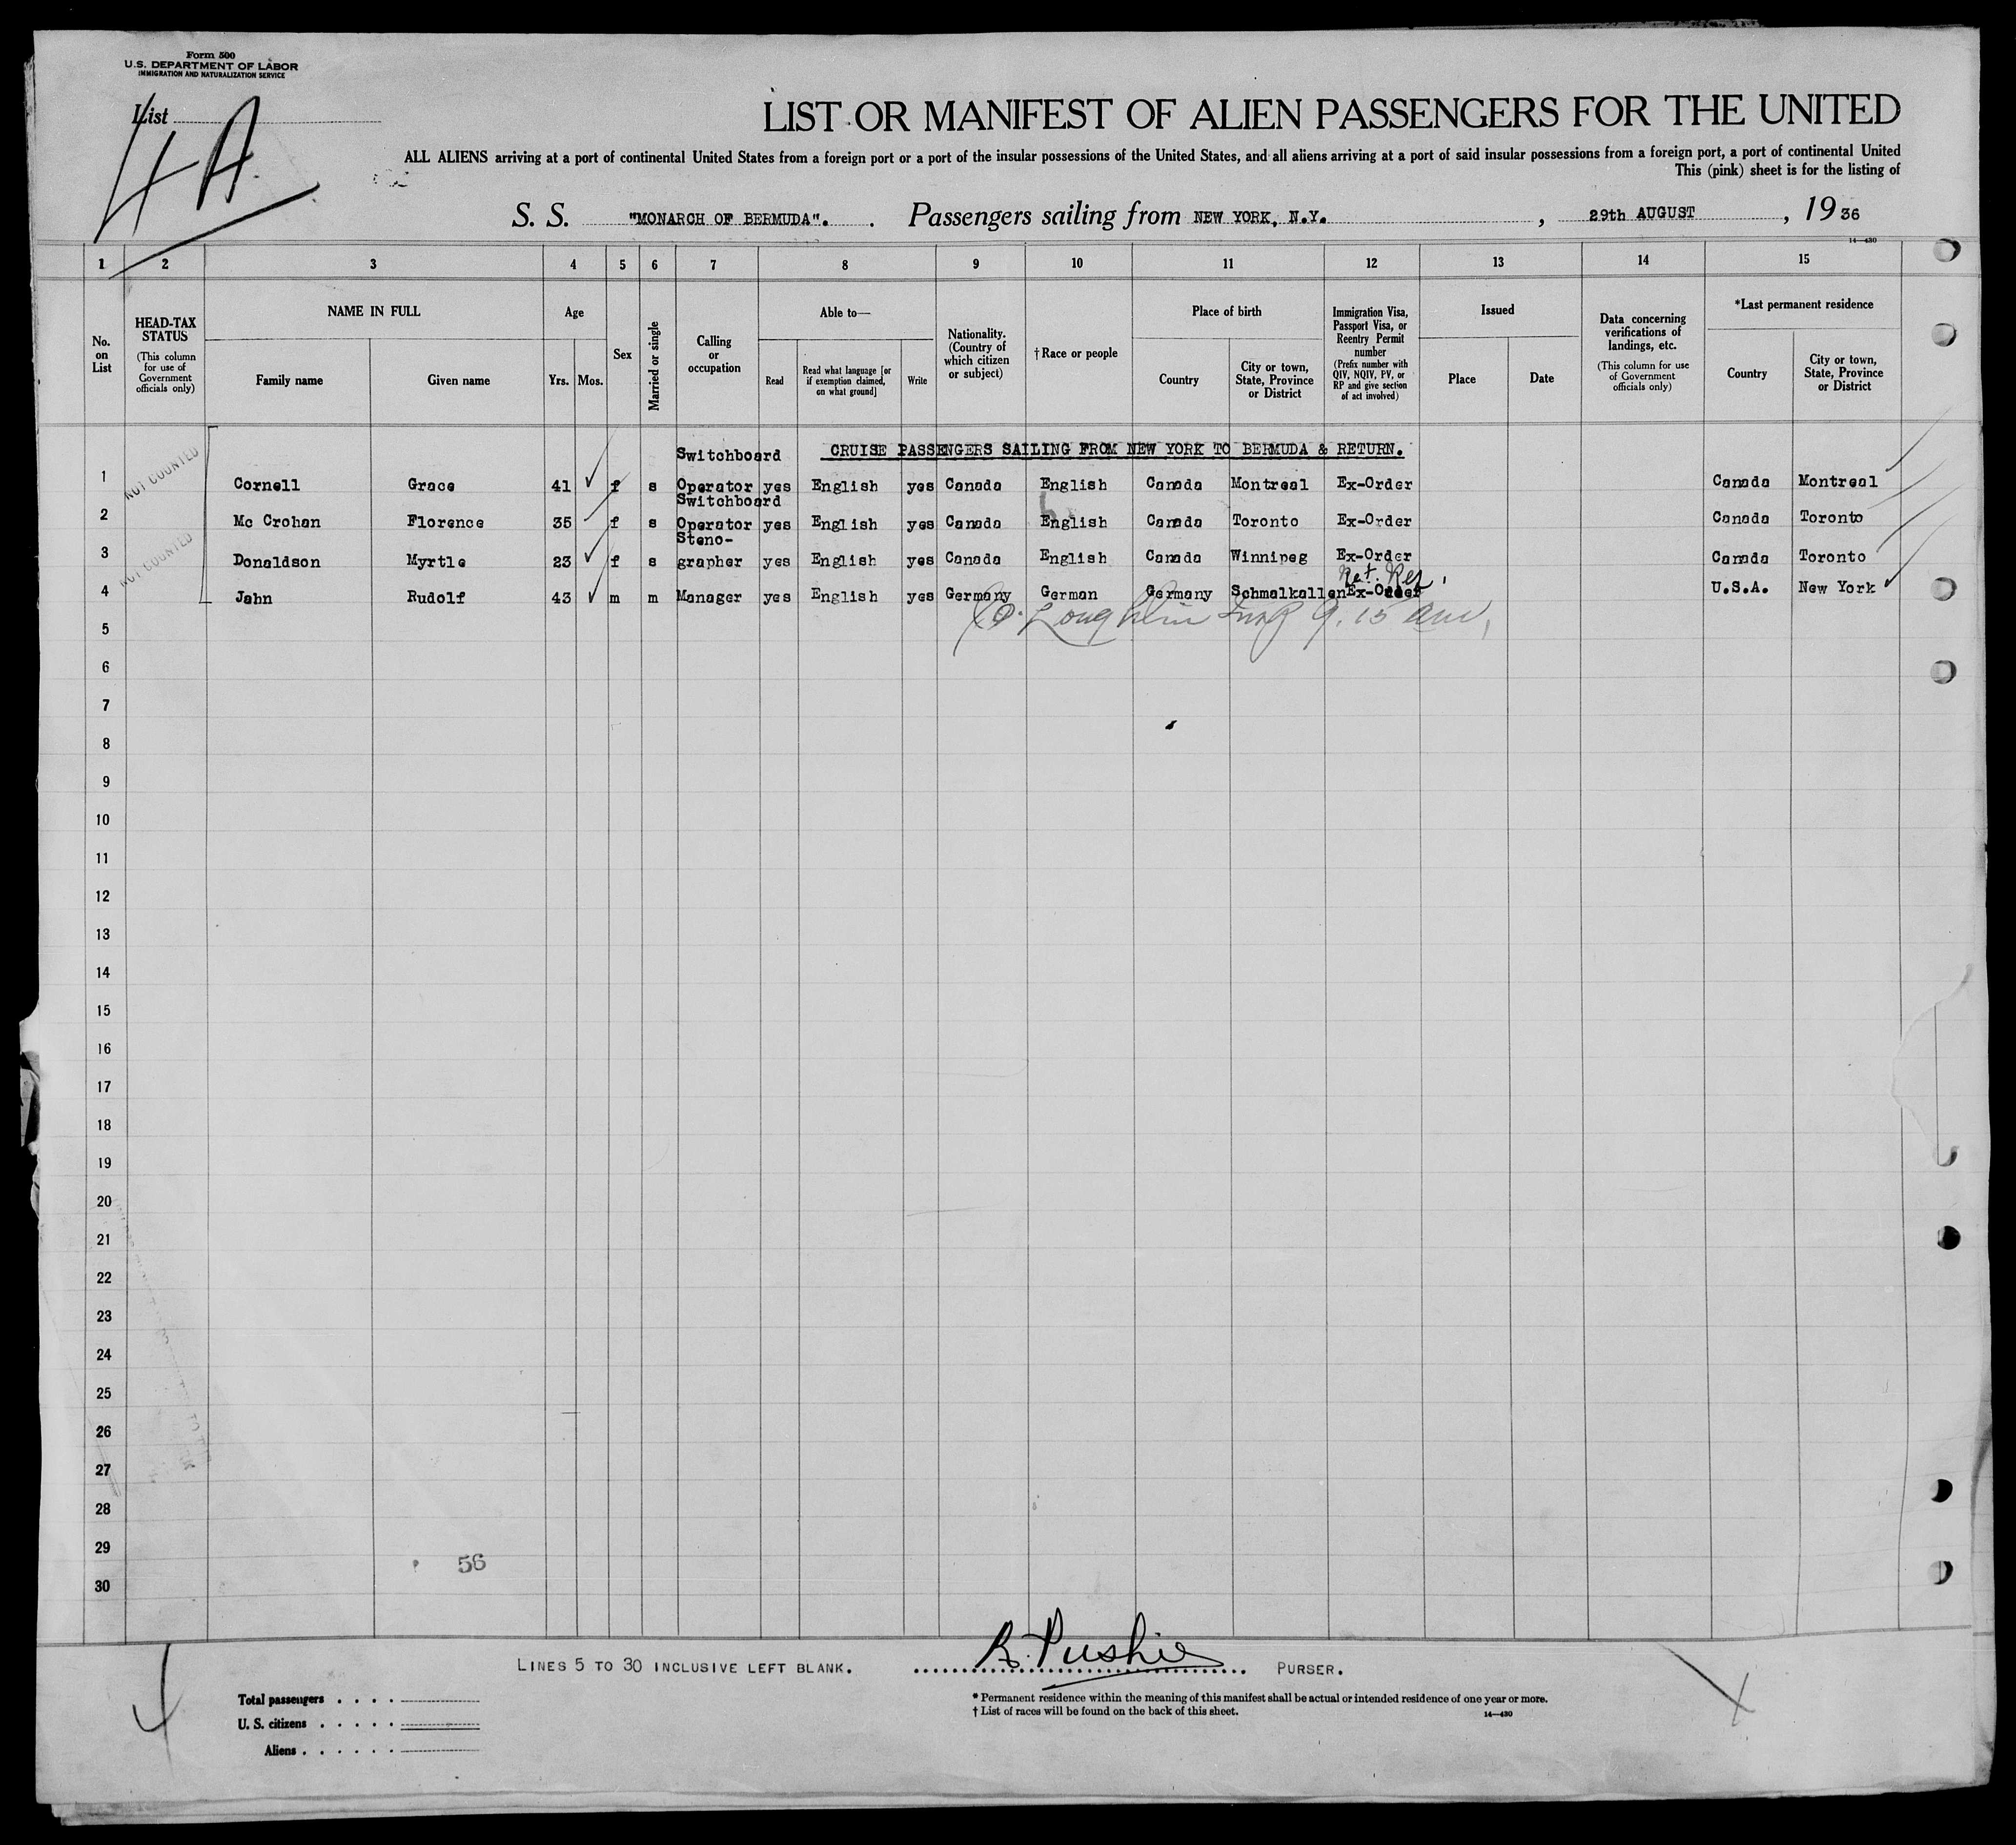 Form 500
U.S. DEPARTMENT OF LABOR
IMMIGRATION AND NATURALIZATION SERVICE
List
4A
LIST OR MANIFEST OF ALIEN PASSENGERS FOR THE UNITED
ALL ALIENS arriving at a port of continental United States from a foreign port or a port of the insular possessions of the United States, and all aliens arriving at a port of said insular possessions from a foreign port, a port of continental United
This (pink) sheet is for the listing of
S. S. "MONARCH OF BERMUDA". Passengers sailing from NEW YORK, N.Y., 29th AUGUST, 1936
14—430
1 2 3 4 5 6 7 8 9 10 11 12 13 14 15
No. on List
HEAD-TAX STATUS (This column for use of Government officials only)
NAME IN FULL
Family name
Given name
Age
Yrs. Mos.
Sex
Married or single
Calling or occupation
Able to—
Read
Read what language [or if exemption claimed, on what ground]
Write
Nationality. (Country of which citizen or subject)
† Race or people
Place of birth
Country
City or town, State, Province or District
Immigration Visa, Passport Visa, or Reentry Permit number (Prefix number with QIV, NQIV, PV, or RP and give section of act involved)
Issued
Place
Date
Data concerning verifications of landings, etc. (This column for use of Government officials only)
*Last permanent residence
Country
City or town, State, Province or District
CRUISE PASSENGERS SAILING FROM NEW YORK TO BERMUDA & RETURN.
NOT COUNTED
1 Cornell Grace 41 f s Switchboard Operator yes English yes Canada English Canada Montreal Ex-Order Canada Montreal
2 Mc Crohan Florence 35 f s Switchboard Operator yes English yes Canada English Canada Toronto Ex-Order Canada Toronto
NOT COUNTED
3 Donaldson Myrtle 23 f s Steno-grapher yes English yes Canada English Canada Winnipeg Ex-Order Canada Toronto
4 Jahn Rudolf 43 m m Manager yes English yes Germany German Germany Schmalkallen Ex-Order U.S.A. New York
5
6
7
8
9
10
11
12
13
14
15
16
17
18
19
20
21
22
23
24
25
26
27
28
29
30
56
LINES 5 TO 30 INCLUSIVE LEFT BLANK.
R. Pushie PURSER.
Total passengers
U. S. citizens
Aliens
* Permanent residence within the meaning of this manifest shall be actual or intended residence of one year or more.
† List of races will be found on the back of this sheet.
14—430